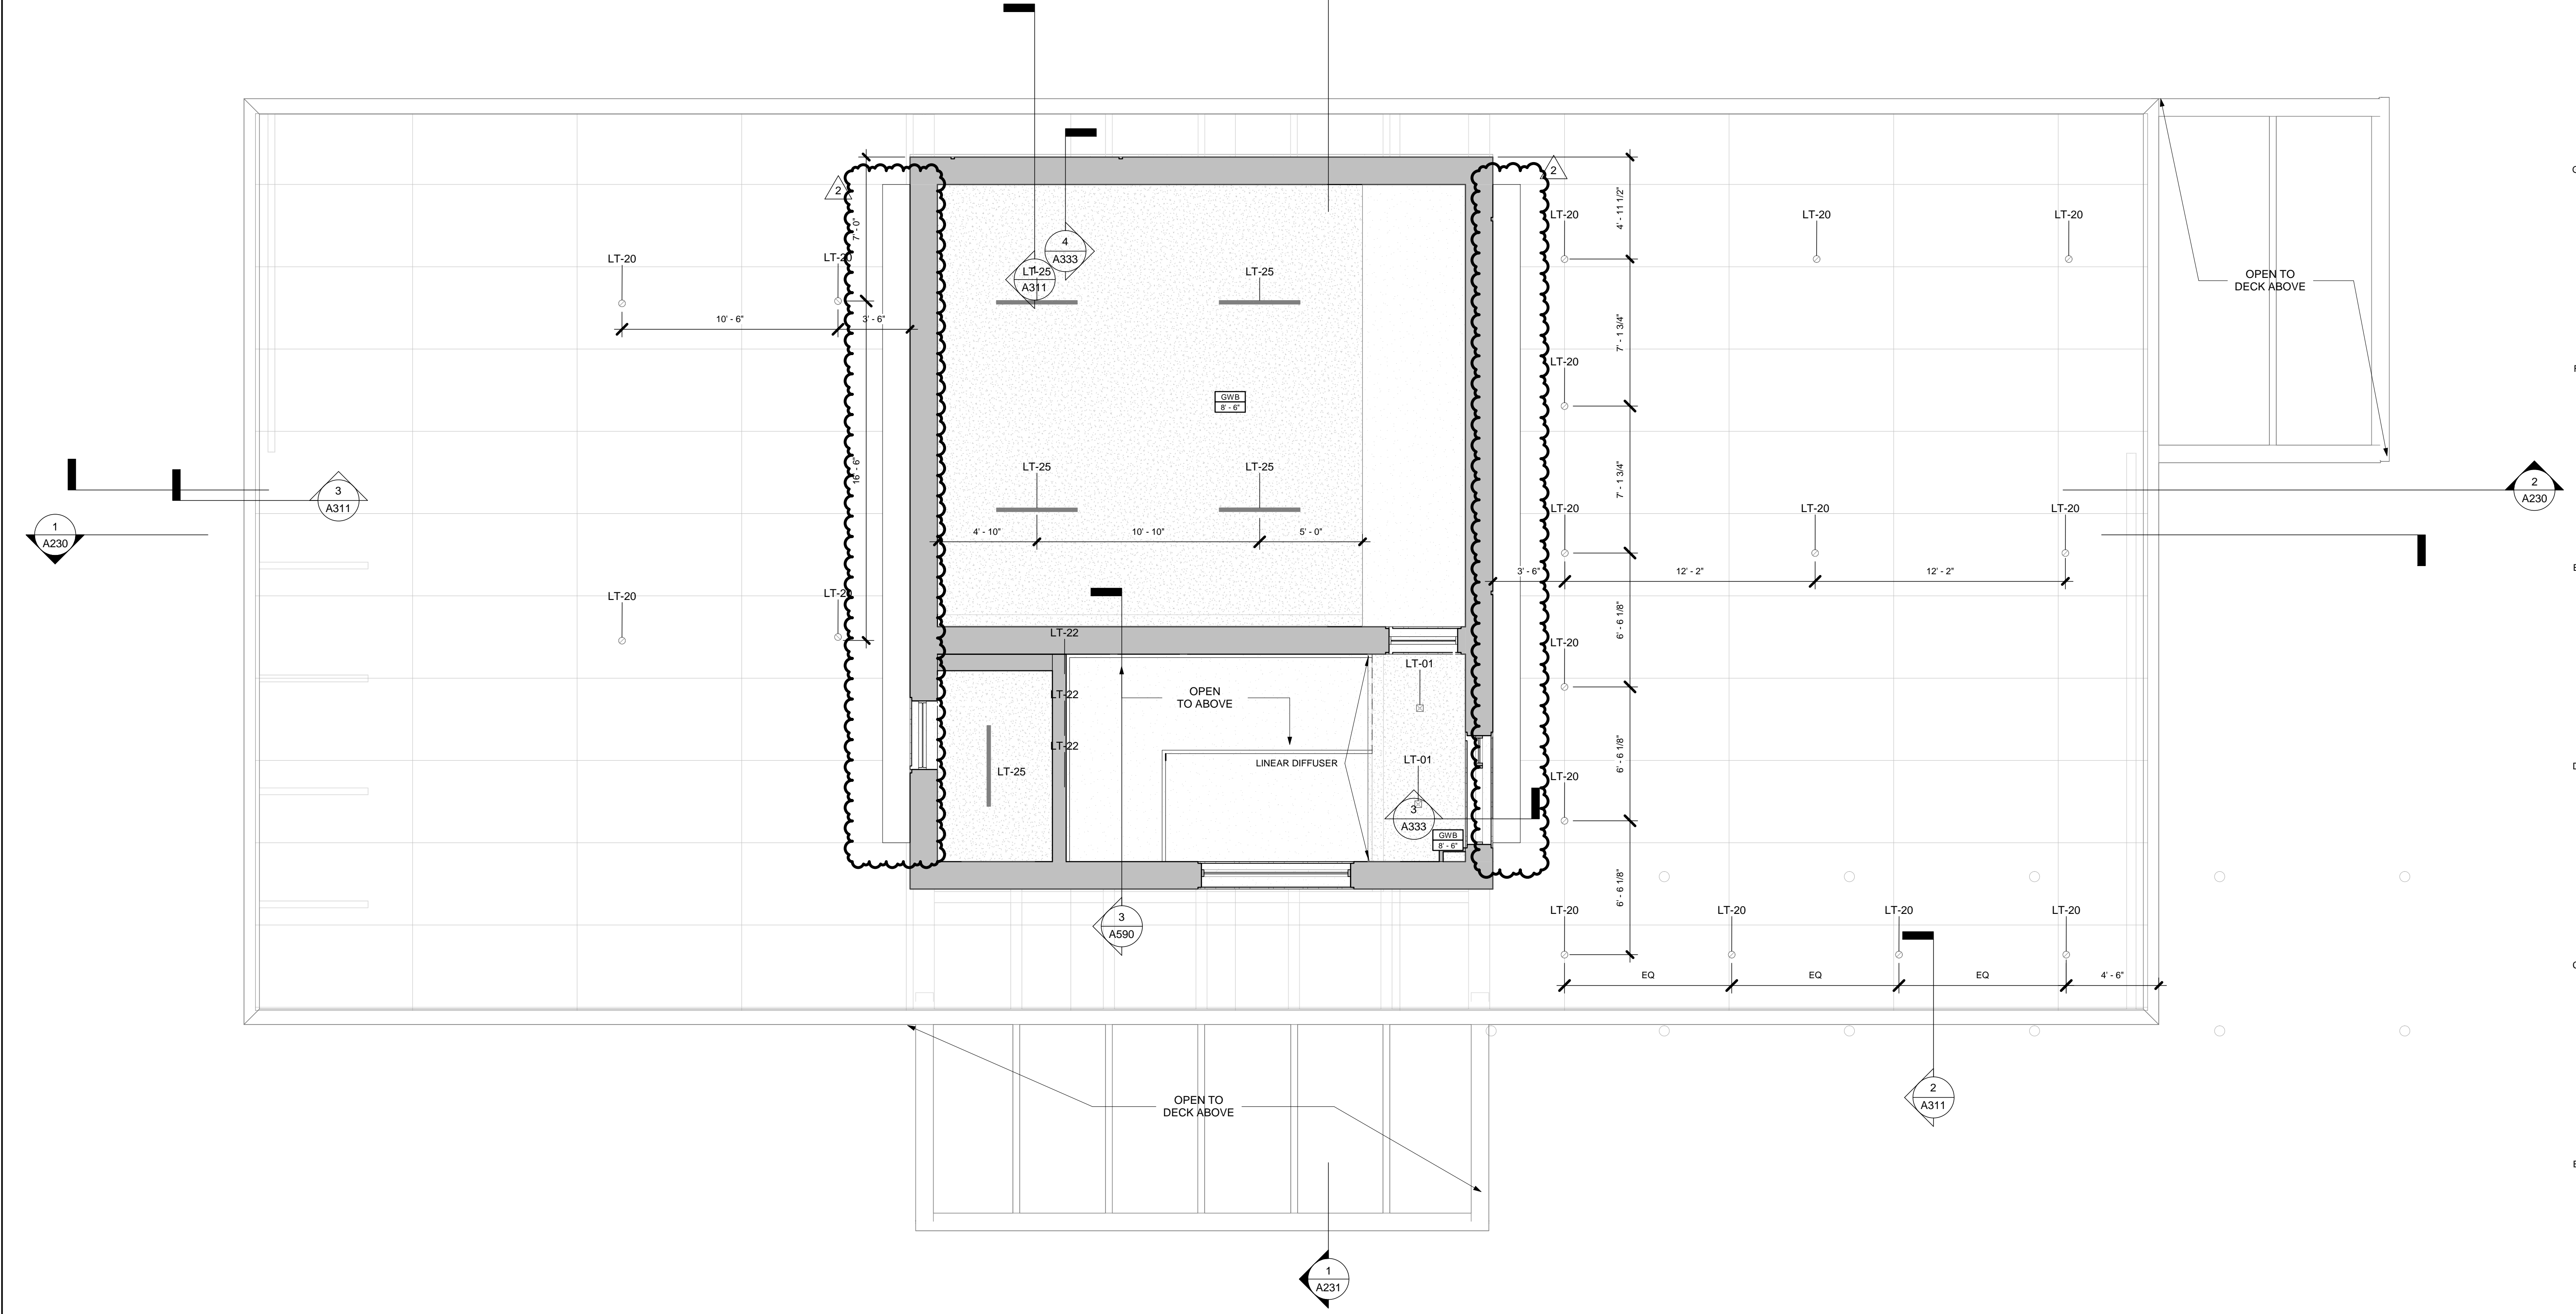 2
2
4' - 11 1/2"
7' - 0"
LT-20
LT-20
LT-20
4
A333
LT-20
LT-20
1
LT-25
A311
LT-25
OPEN TO
DECK ABOVE
10' - 6"
3' - 6"
7' - 1 3/4"
LT-20
GWB
8' - 6"
LT-25
LT-25
16' - 6"
7' - 1 3/4"
3
A311
2
A230
LT-20
LT-20
LT-20
1
A230
4' - 10"
10' - 10"
5' - 0"
3' - 6"
12' - 2"
12' - 2"
LT-20
LT-20
6' - 6 1/8"
LT-22
LT-20
LT-01
LT-22
OPEN
TO ABOVE
LT-22
6' - 6 1/8"
LINEAR DIFFUSER
LT-01
LT-25
LT-20
3
A333
GWB
8' - 6"
6' - 6 1/8"
3
A590
LT-20
LT-20
LT-20
LT-20
EQ
EQ
EQ
4' - 6"
OPEN TO
DECK ABOVE
2
A311
1
A231